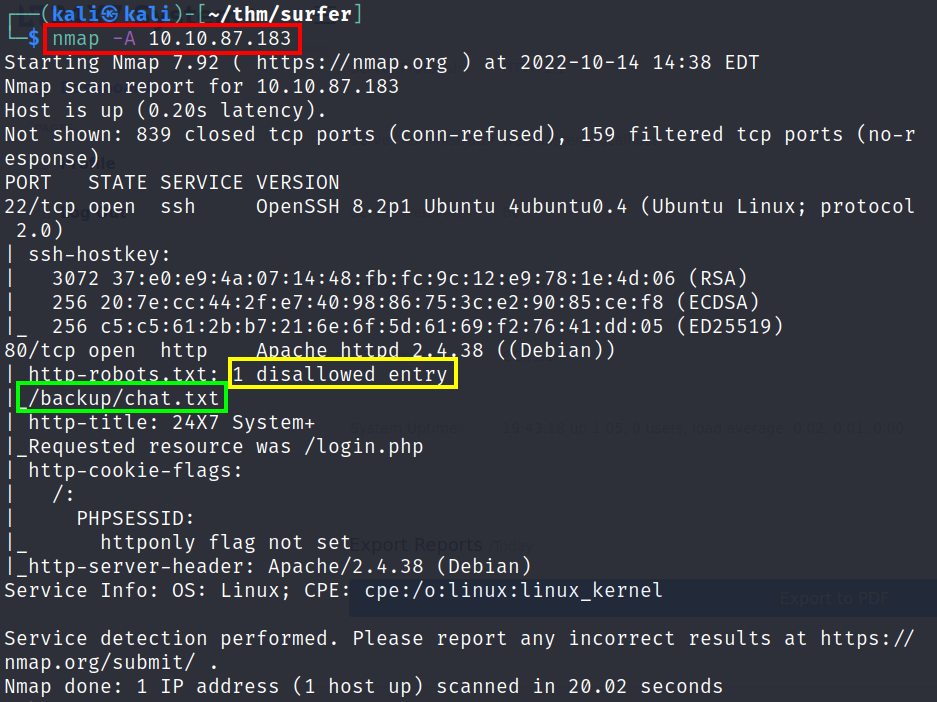 ┌──(kali㉿kali)-[~/thm/surfer]
└─$ nmap -A 10.10.87.183
Starting Nmap 7.92 ( https://nmap.org ) at 2022-10-14 14:38 EDT
Nmap scan report for 10.10.87.183
Host is up (0.20s latency).
Not shown: 839 closed tcp ports (conn-refused), 159 filtered tcp ports (no-r
esponse)
PORT   STATE SERVICE VERSION
22/tcp open  ssh     OpenSSH 8.2p1 Ubuntu 4ubuntu0.4 (Ubuntu Linux; protocol
 2.0)
| ssh-hostkey:
|   3072 37:e0:e9:4a:07:14:48:fb:fc:9c:12:e9:78:1e:4d:06 (RSA)
|   256 20:7e:cc:44:2f:e7:40:98:86:75:3c:e2:90:85:ce:f8 (ECDSA)
|_  256 c5:c5:61:2b:b7:21:6e:6f:5d:61:69:f2:76:41:dd:05 (ED25519)
80/tcp open  http    Apache httpd 2.4.38 ((Debian))
| http-robots.txt: 1 disallowed entry
|_/backup/chat.txt
| http-title: 24X7 System+
|_Requested resource was /login.php
| http-cookie-flags:
|   /:
|     PHPSESSID:
|_      httponly flag not set
Export Reports
|_http-server-header: Apache/2.4.38 (Debian)
Service Info: OS: Linux; CPE: cpe:/o:linux:linux_kernel
Export to PDF
Service detection performed. Please report any incorrect results at https://
nmap.org/submit/ .
Nmap done: 1 IP address (1 host up) scanned in 20.02 seconds